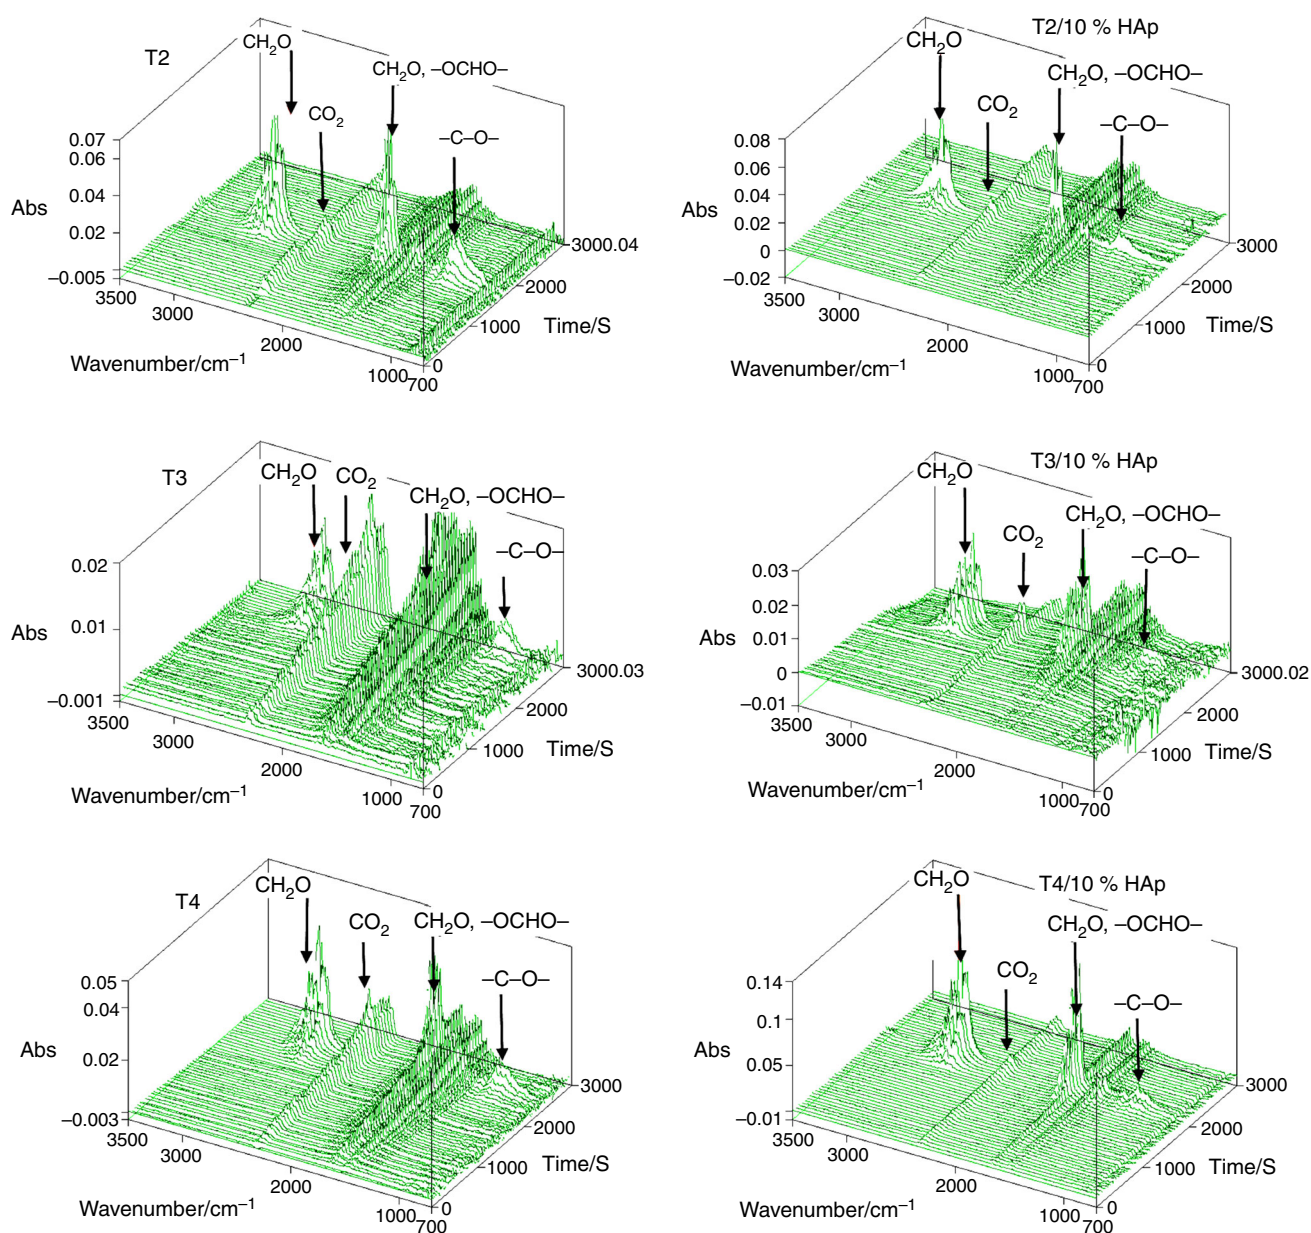 T2
CH2O
CO2
CH2O, –OCHO–
–C–O–
0.07
0.06
0.04
0.02
–0.005
Abs
3500
3000
2000
1000
700
Wavenumber/cm–1
0
1000
2000
3000.04
Time/S
T2/10 % HAp
CH2O
CO2
CH2O, –OCHO–
–C–O–
0.08
0.06
0.04
0.02
0
–0.02
Abs
3500
3000
2000
1000
700
Wavenumber/cm–1
0
1000
2000
3000
Time/S
T3
CH2O
CO2
CH2O, –OCHO–
–C–O–
0.02
0.01
–0.001
Abs
3500
3000
2000
1000
700
Wavenumber/cm–1
0
1000
2000
3000.03
Time/S
T3/10 % HAp
CH2O
CO2
CH2O, –OCHO–
–C–O–
0.03
0.02
0.01
0
–0.01
Abs
3500
3000
2000
1000
700
Wavenumber/cm–1
0
1000
2000
3000.02
Time/S
T4
CH2O
CO2
CH2O, –OCHO–
–C–O–
0.05
0.04
0.02
–0.003
Abs
3500
3000
2000
1000
700
Wavenumber/cm–1
0
1000
2000
3000
Time/S
T4/10 % HAp
CH2O
CO2
CH2O, –OCHO–
–C–O–
0.14
0.1
0.05
–0.01
Abs
3500
3000
2000
1000
700
Wavenumber/cm–1
0
1000
2000
3000
Time/S